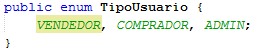 public enum TipoUsuario {
VENDEDOR, COMPRADOR, ADMIN;
}